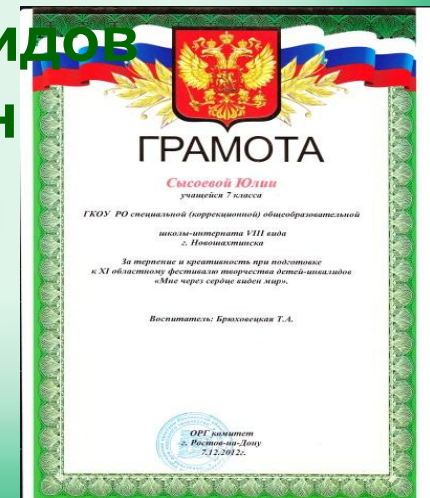 идов
н
ГРАМОТА
Сысоевой Юлии
учащейся 7 класса
ГКОУ РО специальной (коррекционной) общеобразовательной
школы-интерната VIII вида
г. Новошахтинска
За терпение и креативность при подготовке
к XI областному фестивалю творчества детей-инвалидов
«Мне через сердце виден мир».
Воспитатель: Брюховецкая Т.А.
ОРГ комитет
г. Ростов-на-Дону
7.12.2012г.